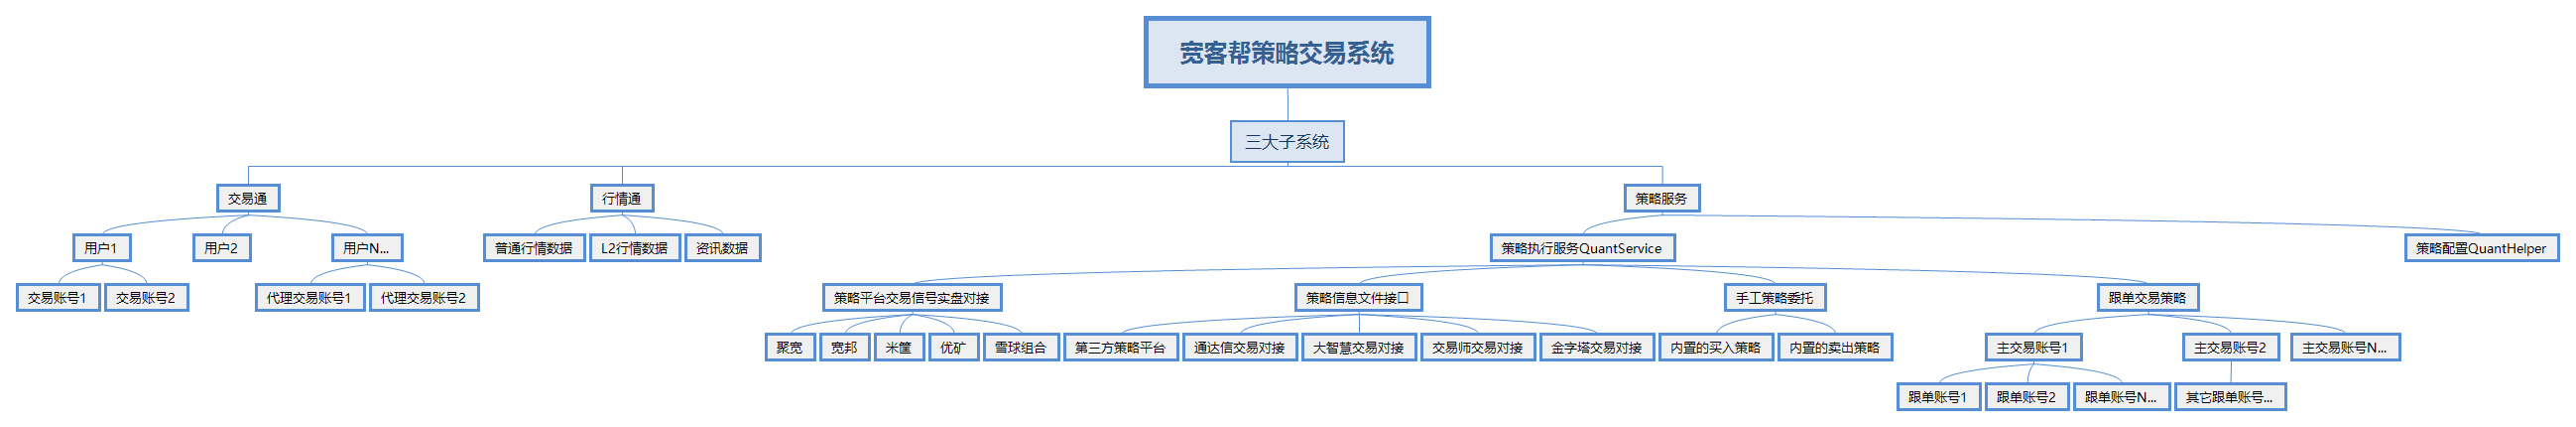 宽客帮策略交易系统
三大子系统
交易通
行情通
策略服务
用户1
用户2
用户N...
普通行情数据
L2行情数据
资讯数据
策略执行服务QuantService
策略配置QuantHelper
交易账号1
交易账号2
代理交易账号1
代理交易账号2
策略平台交易信号实盘对接
策略信息文件接口
手工策略委托
跟单交易策略
聚宽
宽邦
米筐
优矿
雪球组合
第三方策略平台
通达信交易对接
大智慧交易对接
交易师交易对接
金字塔交易对接
内置的买入策略
内置的卖出策略
主交易账号1
主交易账号2
主交易账号N...
跟单账号1
跟单账号2
跟单账号N...
其它跟单账号...